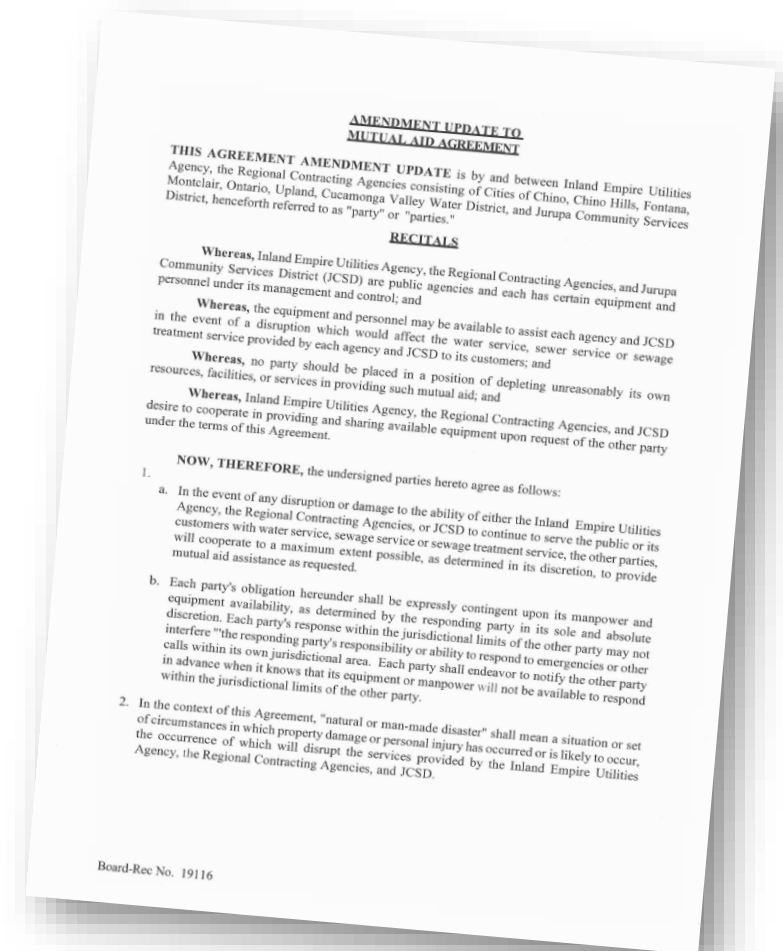 AMENDMENT UPDATE TO
MUTUAL AID AGREEMENT
THIS AGREEMENT AMENDMENT UPDATE is by and between Inland Empire Utilities
Agency, the Regional Contracting Agencies consisting of Cities of Chino, Chino Hills, Fontana,
Montclair, Ontario, Upland, Cucamonga Valley Water District, and Jurupa Community Services
District, henceforth referred to as "party" or "parties."
RECITALS
Whereas, Inland Empire Utilities Agency, the Regional Contracting Agencies, and Jurupa
Community Services District (JCSD) are public agencies and each has certain equipment and
personnel under its management and control; and
Whereas, the equipment and personnel may be available to assist each agency and JCSD
in the event of a disruption which would affect the water service, sewer service or sewage
treatment service provided by each agency and JCSD to its customers; and
Whereas, no party should be placed in a position of depleting unreasonably its own
resources, facilities, or services in providing such mutual aid; and
Whereas, Inland Empire Utilities Agency, the Regional Contracting Agencies, and JCSD
desire to cooperate in providing and sharing available equipment upon request of the other party
under the terms of this Agreement.
NOW, THEREFORE, the undersigned parties hereto agree as follows:
1.
a. In the event of any disruption or damage to the ability of either the Inland Empire Utilities
Agency, the Regional Contracting Agencies, or JCSD to continue to serve the public or its
customers with water service, sewage service or sewage treatment service, the other parties,
will cooperate to a maximum extent possible, as determined in its discretion, to provide
mutual aid assistance as requested.
b. Each party's obligation hereunder shall be expressly contingent upon its manpower and
equipment availability, as determined by the responding party in its sole and absolute
discretion. Each party's response within the jurisdictional limits of the other party may not
interfere "'the responding party's responsibility or ability to respond to emergencies or other
calls within its own jurisdictional area. Each party shall endeavor to notify the other party
in advance when it knows that its equipment or manpower will not be available to respond
within the jurisdictional limits of the other party.
2. In the context of this Agreement, "natural or man-made disaster" shall mean a situation or set
of circumstances in which property damage or personal injury has occurred or is likely to occur,
the occurrence of which will disrupt the services provided by the Inland Empire Utilities
Agency, the Regional Contracting Agencies, and JCSD.
Board-Rec No. 19116